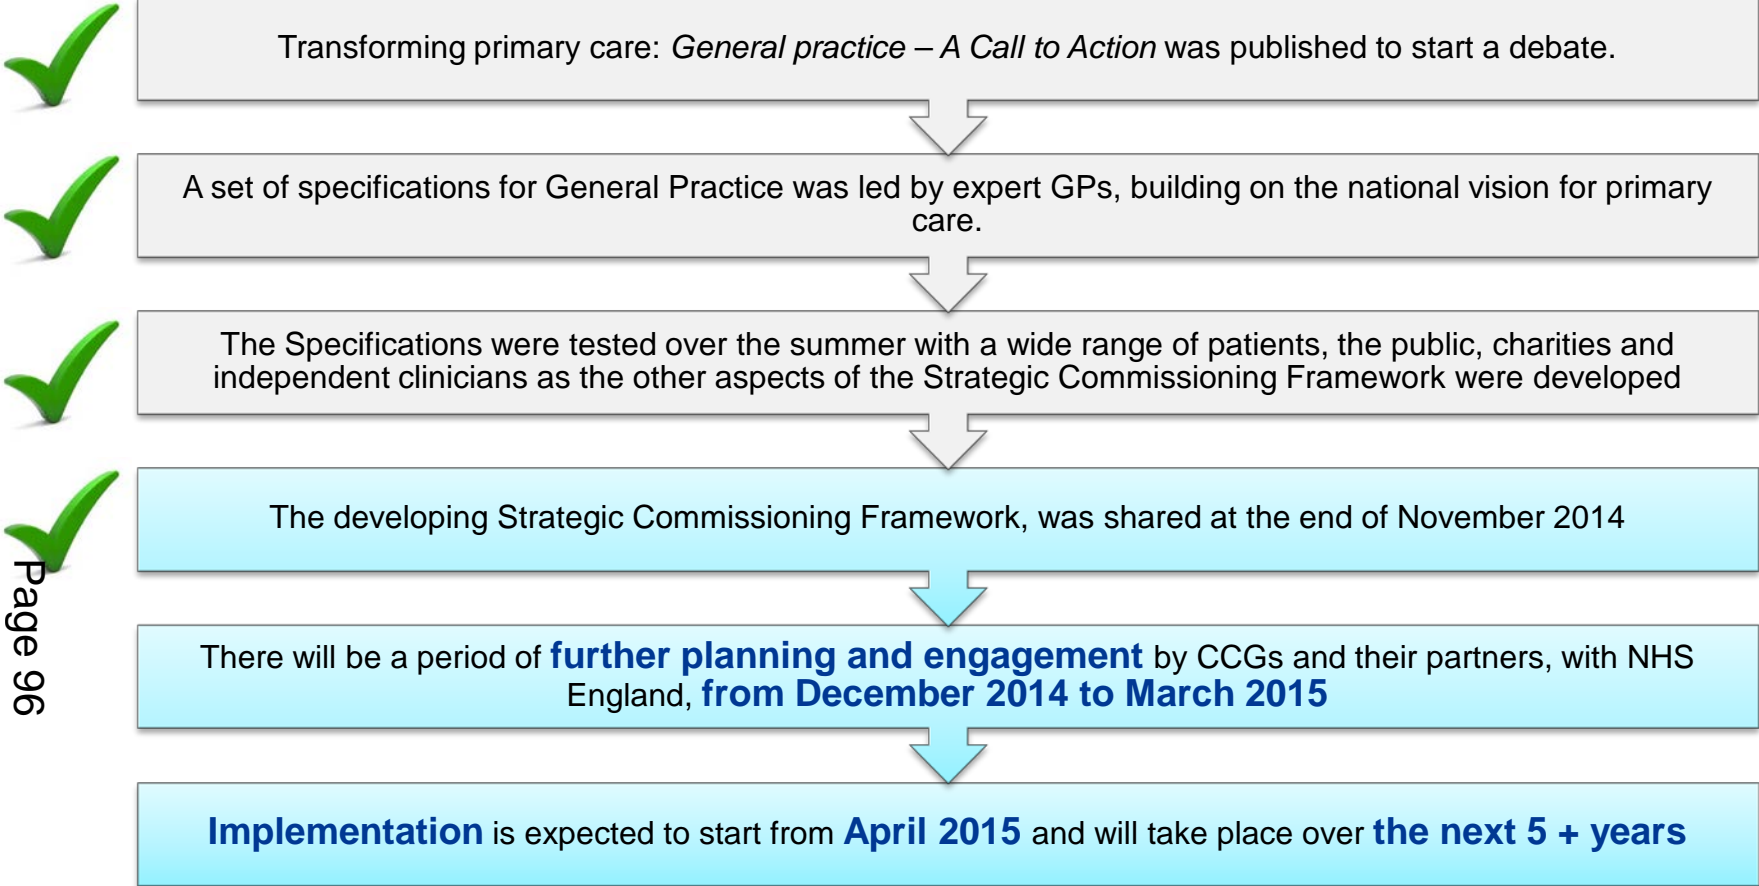 Transforming primary care: General practice – A Call to Action was published to start a debate.
A set of specifications for General Practice was led by expert GPs, building on the national vision for primary
care.
The Specifications were tested over the summer with a wide range of patients, the public, charities and
independent clinicians as the other aspects of the Strategic Commissioning Framework were developed
The developing Strategic Commissioning Framework, was shared at the end of November 2014
There will be a period of further planning and engagement by CCGs and their partners, with NHS
England, from December 2014 to March 2015
Implementation is expected to start from April 2015 and will take place over the next 5 + years
Page 96